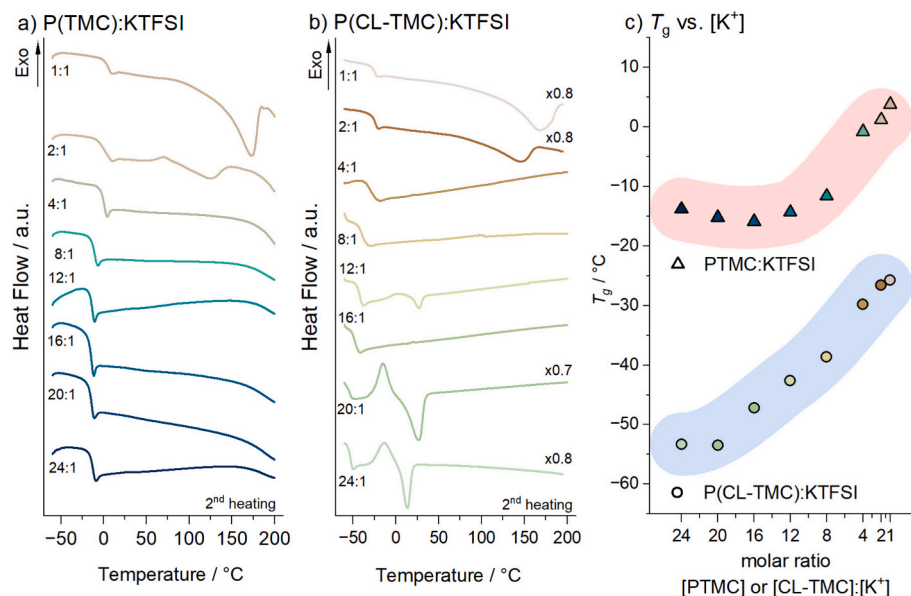 a) P(TMC):KTFSI
Exo
Heat Flow / a.u.
1:1
2:1
4:1
8:1
12:1
16:1
20:1
24:1
2nd heating
−50 0 50 100 150 200
Temperature / °C
b) P(CL-TMC):KTFSI
Exo
Heat Flow / a.u.
1:1
x0.8
2:1
x0.8
4:1
8:1
12:1
16:1
x0.7
20:1
x0.8
24:1
2nd heating
−50 0 50 100 150 200
Temperature / °C
c) Tg vs. [K+]
Tg / °C
10
0
−10
−20
−30
−40
−50
−60
PTMC:KTFSI
P(CL-TMC):KTFSI
24 20 16 12 8 4 2 1
molar ratio
[PTMC] or [CL-TMC]:[K+]